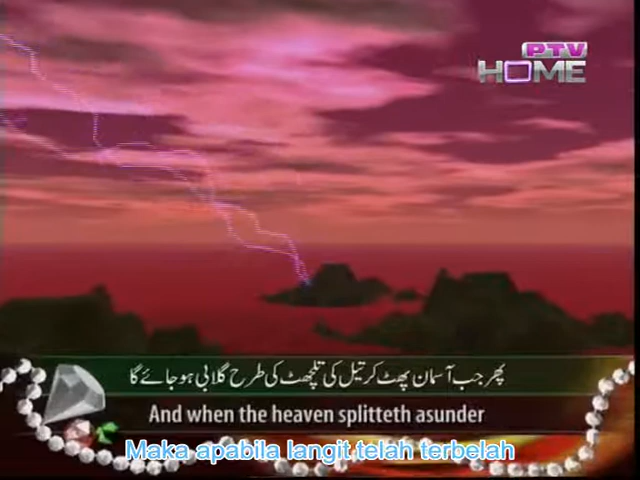 PTV
HOME
پھر جب آسمان پھٹ کر تیل کی تلچھٹ کی طرح گلابی ہو جائے گا
And when the heaven splitteth asunder
Maka apabila langit telah terbelah